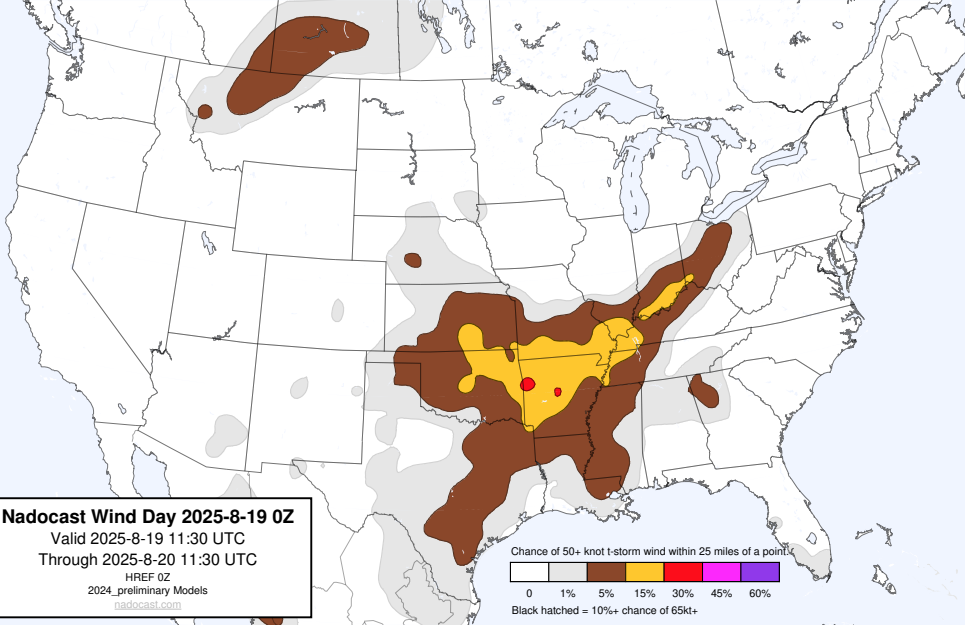 Nadocast Wind Day 2025-8-19 0Z
Valid 2025-8-19 11:30 UTC
Through 2025-8-20 11:30 UTC
HREF 0Z
2024_preliminary Models
nadocast.com
Chance of 50+ knot t-storm wind within 25 miles of a point.
0 1% 5% 15% 30% 45% 60%
Black hatched = 10%+ chance of 65kt+